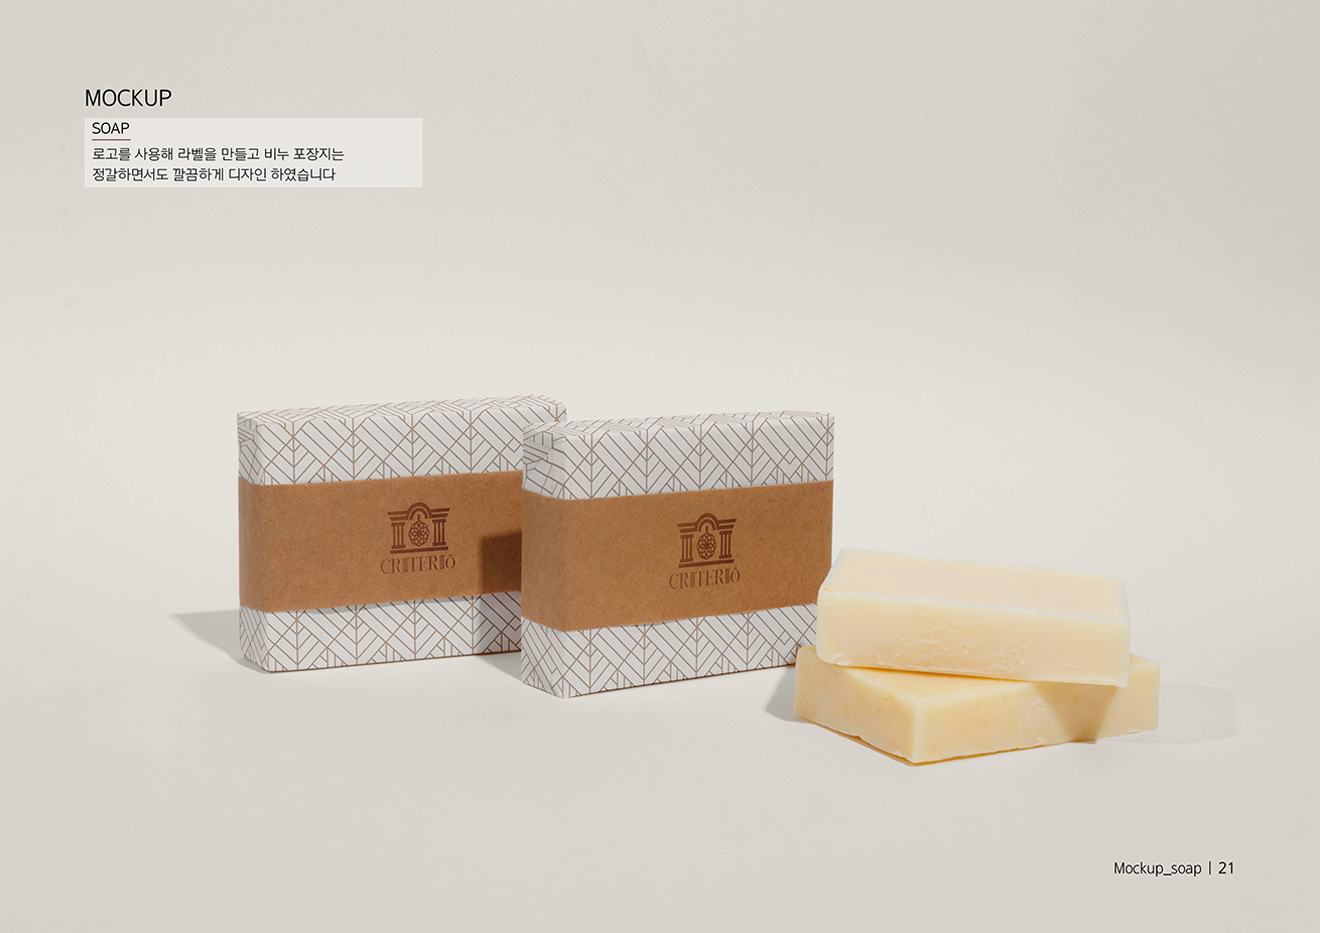 MOCKUP
SOAP
로고를 사용해 라벨을 만들고 비누 포장지는
정갈하면서도 깔끔하게 디자인 하였습니다
CRITERIŌ
CRITERIŌ
Mockup_soap | 21